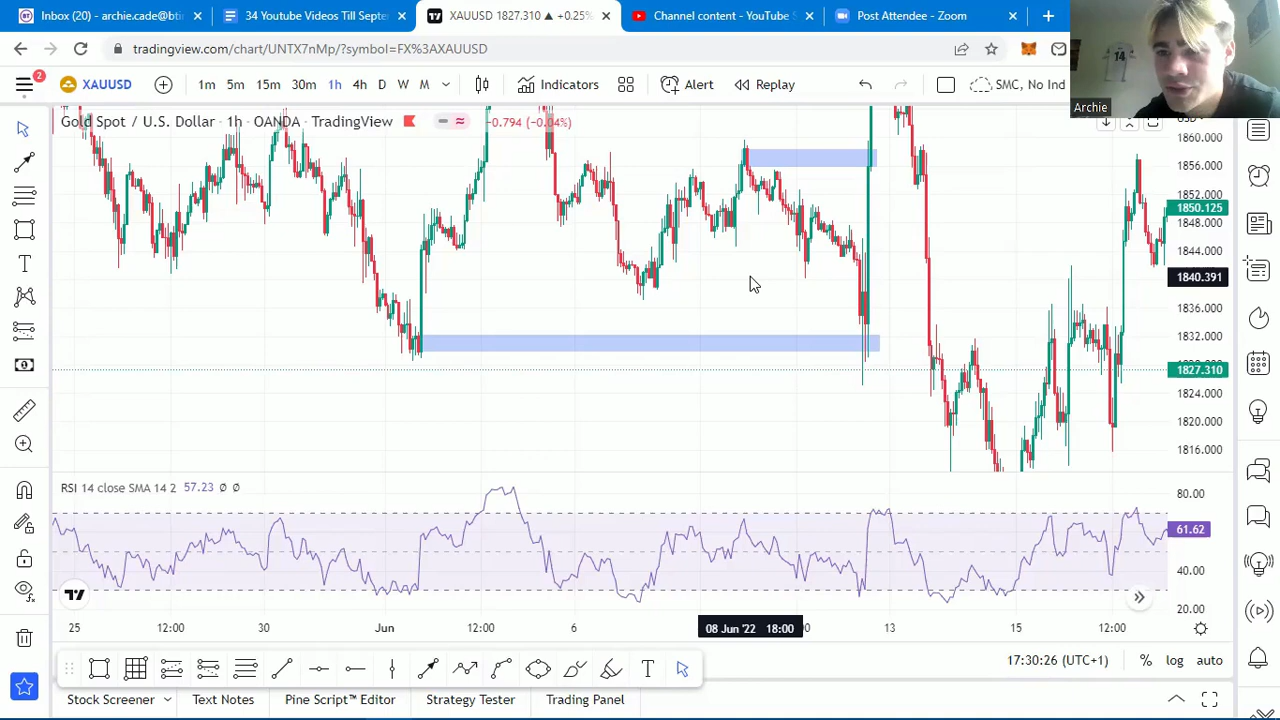 Inbox (20) - archie.cade@bti
34 Youtube Videos Till Septe
XAUUSD 1827.310 ▲ +0.25%
Channel content - YouTube S
Post Attendee - Zoom
tradingview.com/chart/UNTX7nMp/?symbol=FX%3AXAUUSD
14
Archie
2
XAUUSD
1m 5m 15m 30m 1h 4h D W M
Indicators
Alert
Replay
SMC, No Ind
Gold Spot / U.S. Dollar · 1h · OANDA · TradingView
−0.794 (−0.04%)
1860.000
1856.000
1852.000
1850.125
1848.000
1844.000
1840.391
1836.000
1832.000
1827.310
1824.000
1820.000
1816.000
RSI 14 close SMA 14 2 57.23 Ø Ø
80.00
61.62
40.00
20.00
25 12:00 30 Jun 12:00 6 08 Jun '22 18:00 13 15 12:00
17:30:26 (UTC+1) % log auto
Stock Screener Text Notes Pine Script™ Editor Strategy Tester Trading Panel